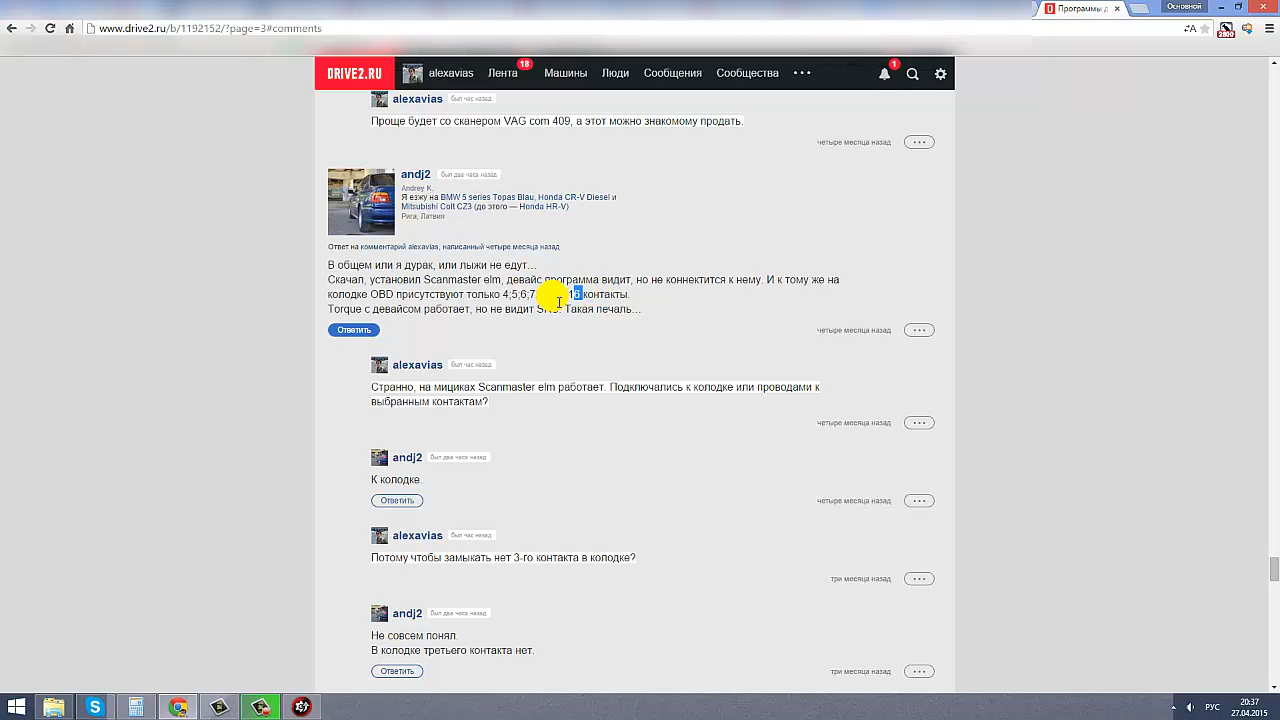 Программы д
Основной
www.drive2.ru/b/1192152/?page=3#comments
2800
DRIVE2.RU alexavias Лента 18 Машины Люди Сообщения Сообщества 1
alexavias был час назад
Проще будет со сканером VAG com 409, а этот можно знакомому продать.
четыре месяца назад
andj2 был два часа назад
Andrey K.
Я езжу на BMW 5 series Topas Blau, Honda CR-V Diesel и
Mitsubishi Colt CZ3 (до этого — Honda HR-V)
Рига, Латвия
Ответ на комментарий alexavias, написанный четыре месяца назад
В общем или я дурак, или лыжи не едут…
Скачал, установил Scanmaster elm, девайс программа видит, но не коннектится к нему. И к тому же на
колодке OBD присутствуют только 4;5;6;7 16 контакты.
Torque с девайсом работает, но не видит Такая печаль…
Ответить
четыре месяца назад
alexavias был час назад
Странно, на мициках Scanmaster elm работает. Подключались к колодке или проводами к
выбранным контактам?
четыре месяца назад
andj2 был два часа назад
К колодке.
Ответить
четыре месяца назад
alexavias был час назад
Потому чтобы замыкать нет 3-го контакта в колодке?
три месяца назад
andj2 был два часа назад
Не совсем понял.
В колодке третьего контакта нет.
Ответить
три месяца назад
РУС
20:37
27.04.2015